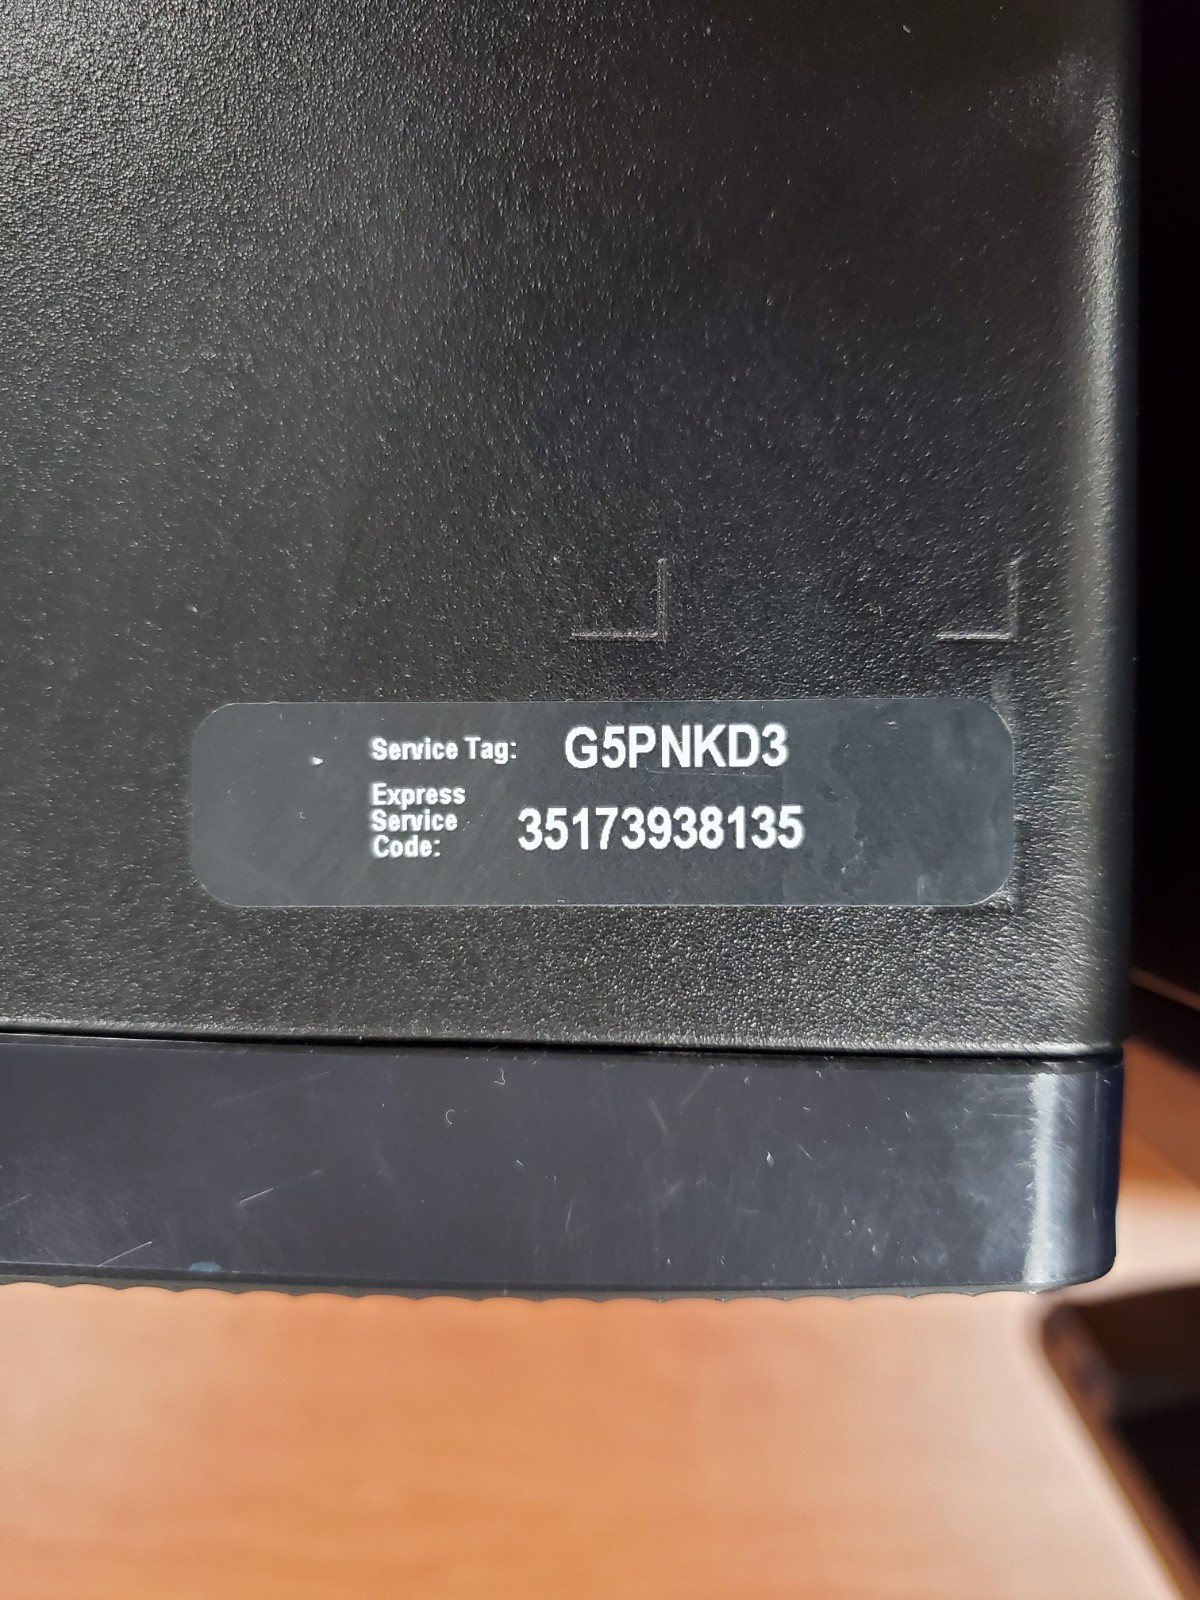 Service Tag: G5PNKD3
Express
Service
Code: 35173938135